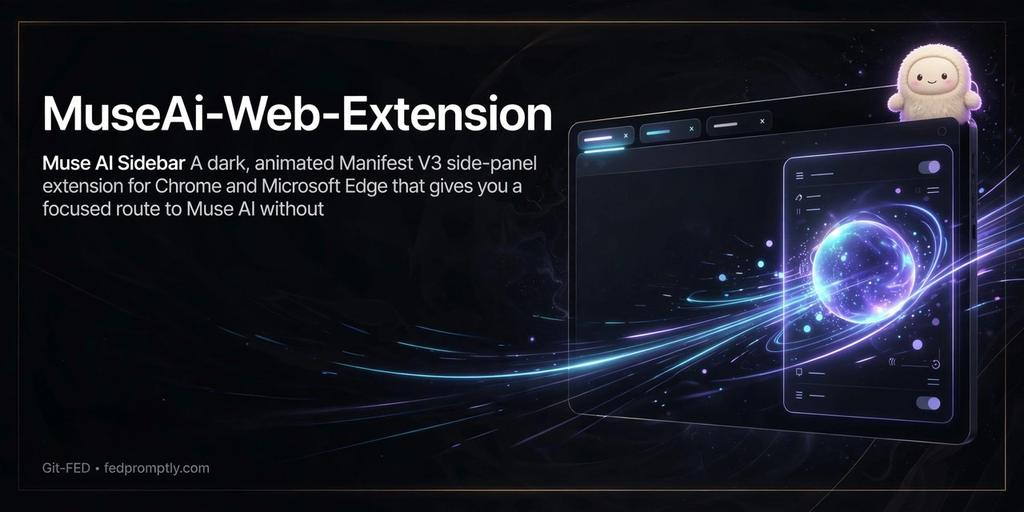 MuseAi-Web-Extension
Muse AI Sidebar A dark, animated Manifest V3 side-panel
extension for Chrome and Microsoft Edge that gives you a
focused route to Muse AI without
Git-FED • fedpromptly.com